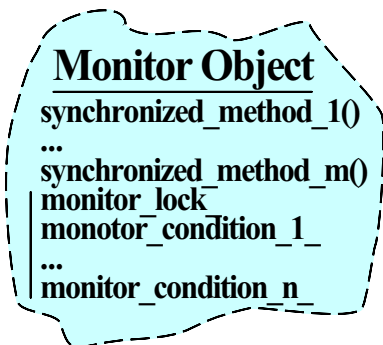 Monitor Object
synchronized_method_1()
...
synchronized_method_m()
monitor_lock_
monotor_condition_1_
...
monitor_condition_n_